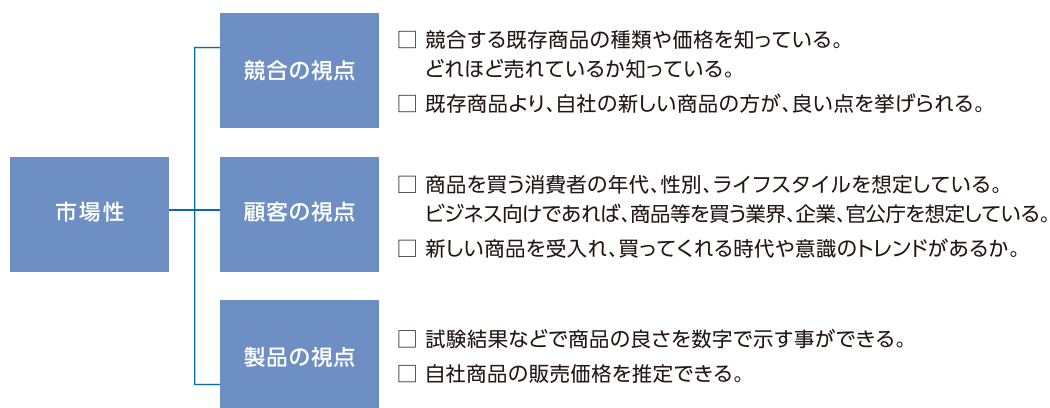 市場性
競合の視点
□ 競合する既存商品の種類や価格を知っている。
どれほど売れているか知っている。
□ 既存商品より、自社の新しい商品の方が、良い点を挙げられる。
顧客の視点
□ 商品を買う消費者の年代、性別、ライフスタイルを想定している。
ビジネス向けであれば、商品等を買う業界、企業、官公庁を想定している。
□ 新しい商品を受入れ、買ってくれる時代や意識のトレンドがあるか。
製品の視点
□ 試験結果などで商品の良さを数字で示す事ができる。
□ 自社商品の販売価格を推定できる。